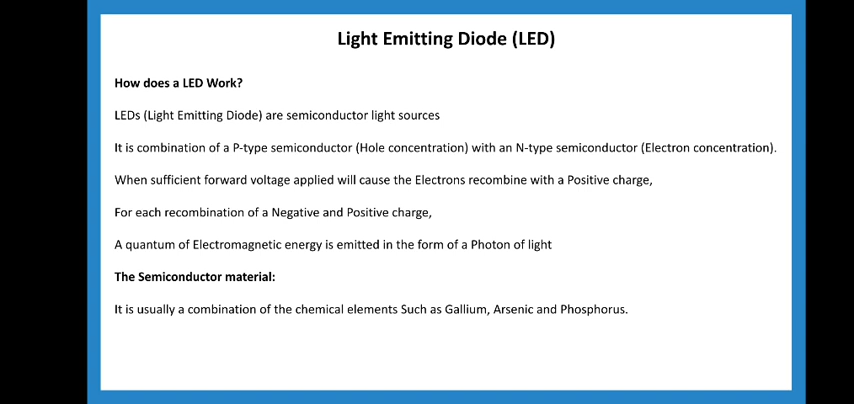 Light Emitting Diode (LED)
How does a LED Work?
LEDs (Light Emitting Diode) are semiconductor light sources
It is combination of a P-type semiconductor (Hole concentration) with an N-type semiconductor (Electron concentration).
When sufficient forward voltage applied will cause the Electrons recombine with a Positive charge,
For each recombination of a Negative and Positive charge,
A quantum of Electromagnetic energy is emitted in the form of a Photon of light
The Semiconductor material:
It is usually a combination of the chemical elements Such as Gallium, Arsenic and Phosphorus.